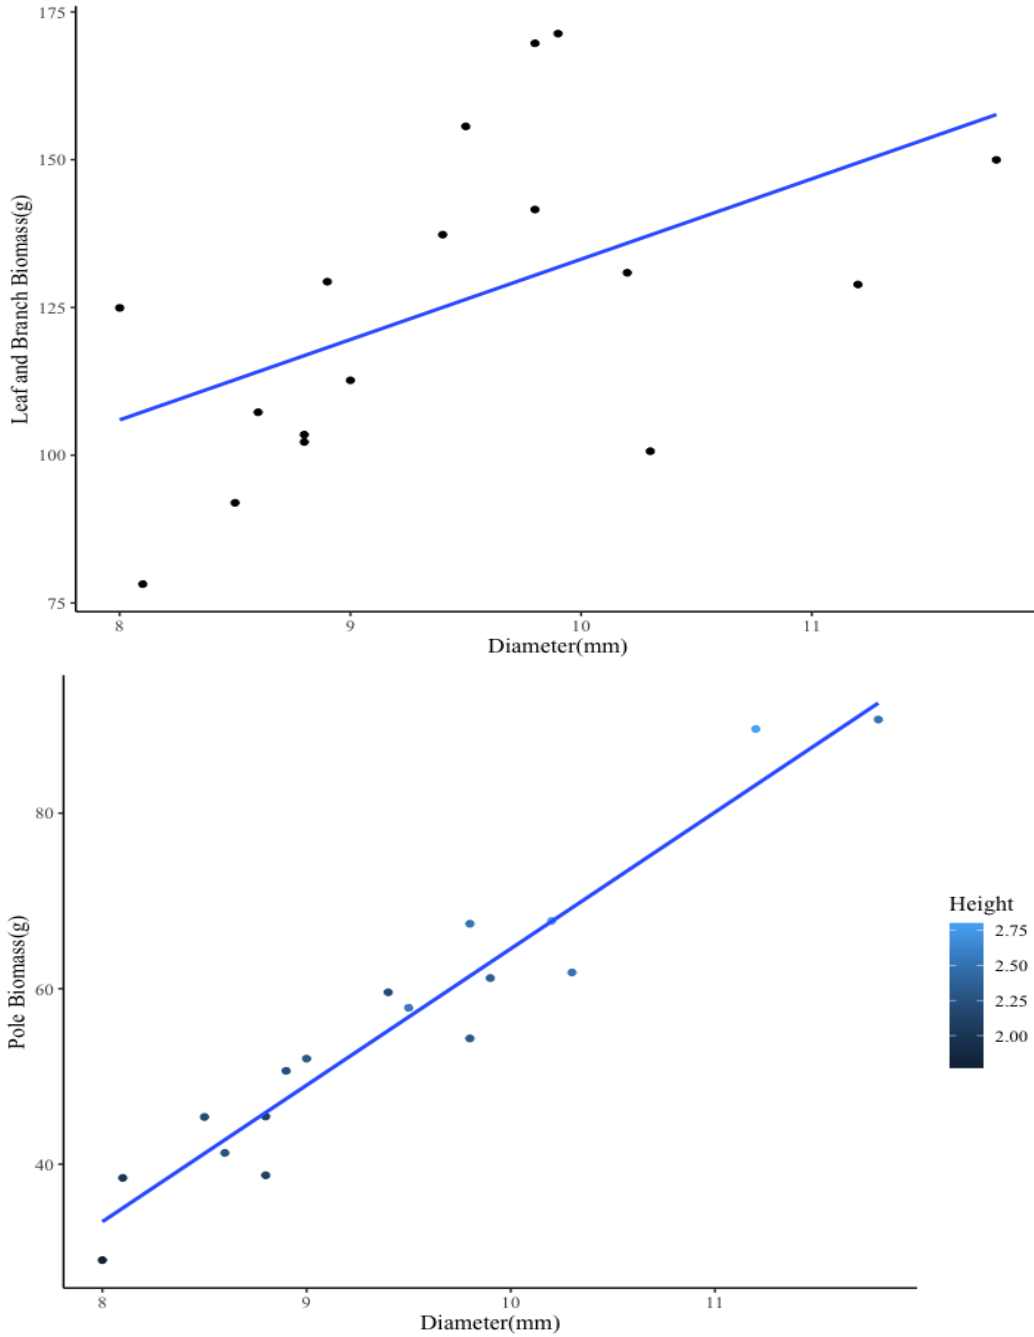 175
150
125
100
75
Leaf and Branch Biomass(g)
8 9 10 11
Diameter(mm)
80
60
40
Pole Biomass(g)
Height
2.75
2.50
2.25
2.00
8 9 10 11
Diameter(mm)